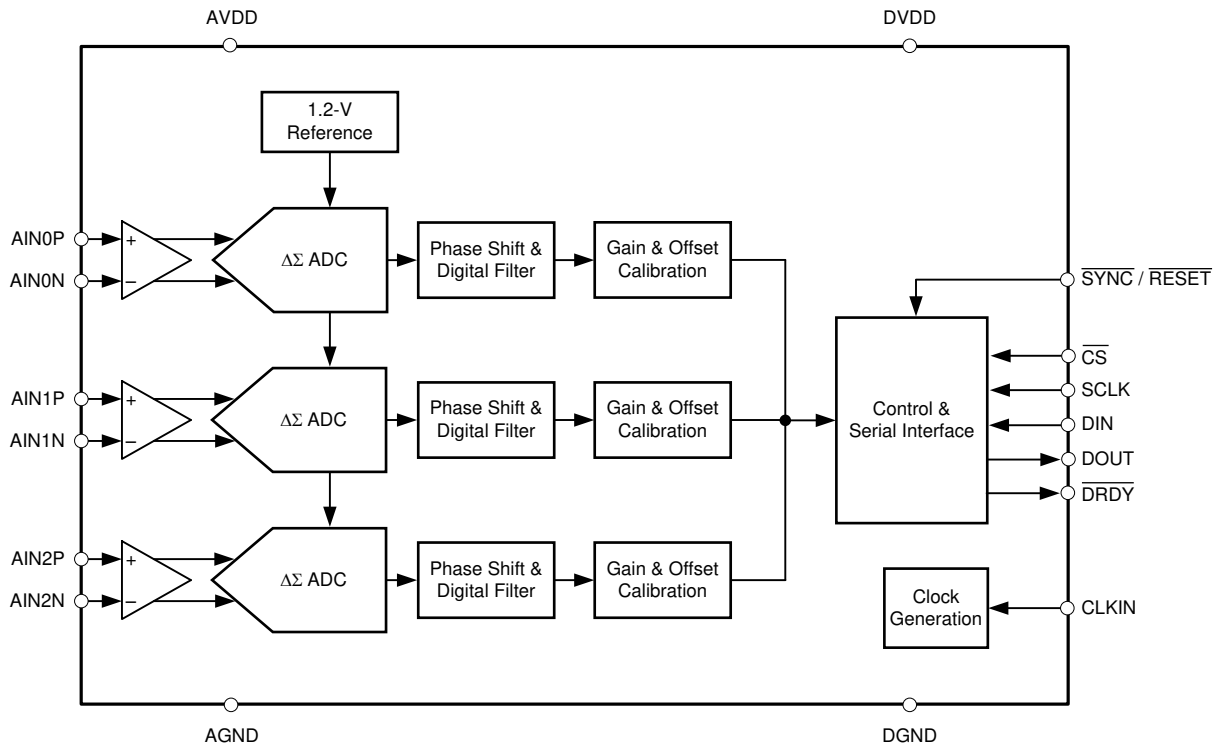 AVDD
DVDD
1.2-V
Reference
AIN0P
AIN0N
+
−
ΔΣ ADC
Phase Shift &
Digital Filter
Gain & Offset
Calibration
SYNC / RESET
AIN1P
AIN1N
+
−
ΔΣ ADC
Phase Shift &
Digital Filter
Gain & Offset
Calibration
Control &
Serial Interface
CS
SCLK
DIN
DOUT
DRDY
AIN2P
AIN2N
+
−
ΔΣ ADC
Phase Shift &
Digital Filter
Gain & Offset
Calibration
Clock
Generation
CLKIN
AGND
DGND